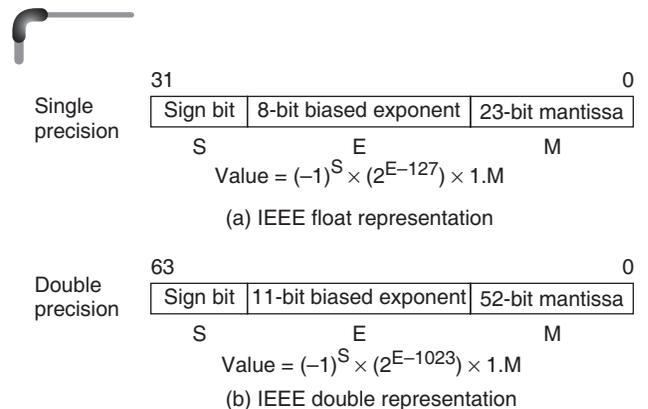 31 0
Single precision
Sign bit 8-bit biased exponent 23-bit mantissa
S E M
Value = (–1)^S × (2^{E–127}) × 1.M
(a) IEEE float representation
63 0
Double precision
Sign bit 11-bit biased exponent 52-bit mantissa
S E M
Value = (–1)^S × (2^{E–1023}) × 1.M
(b) IEEE double representation